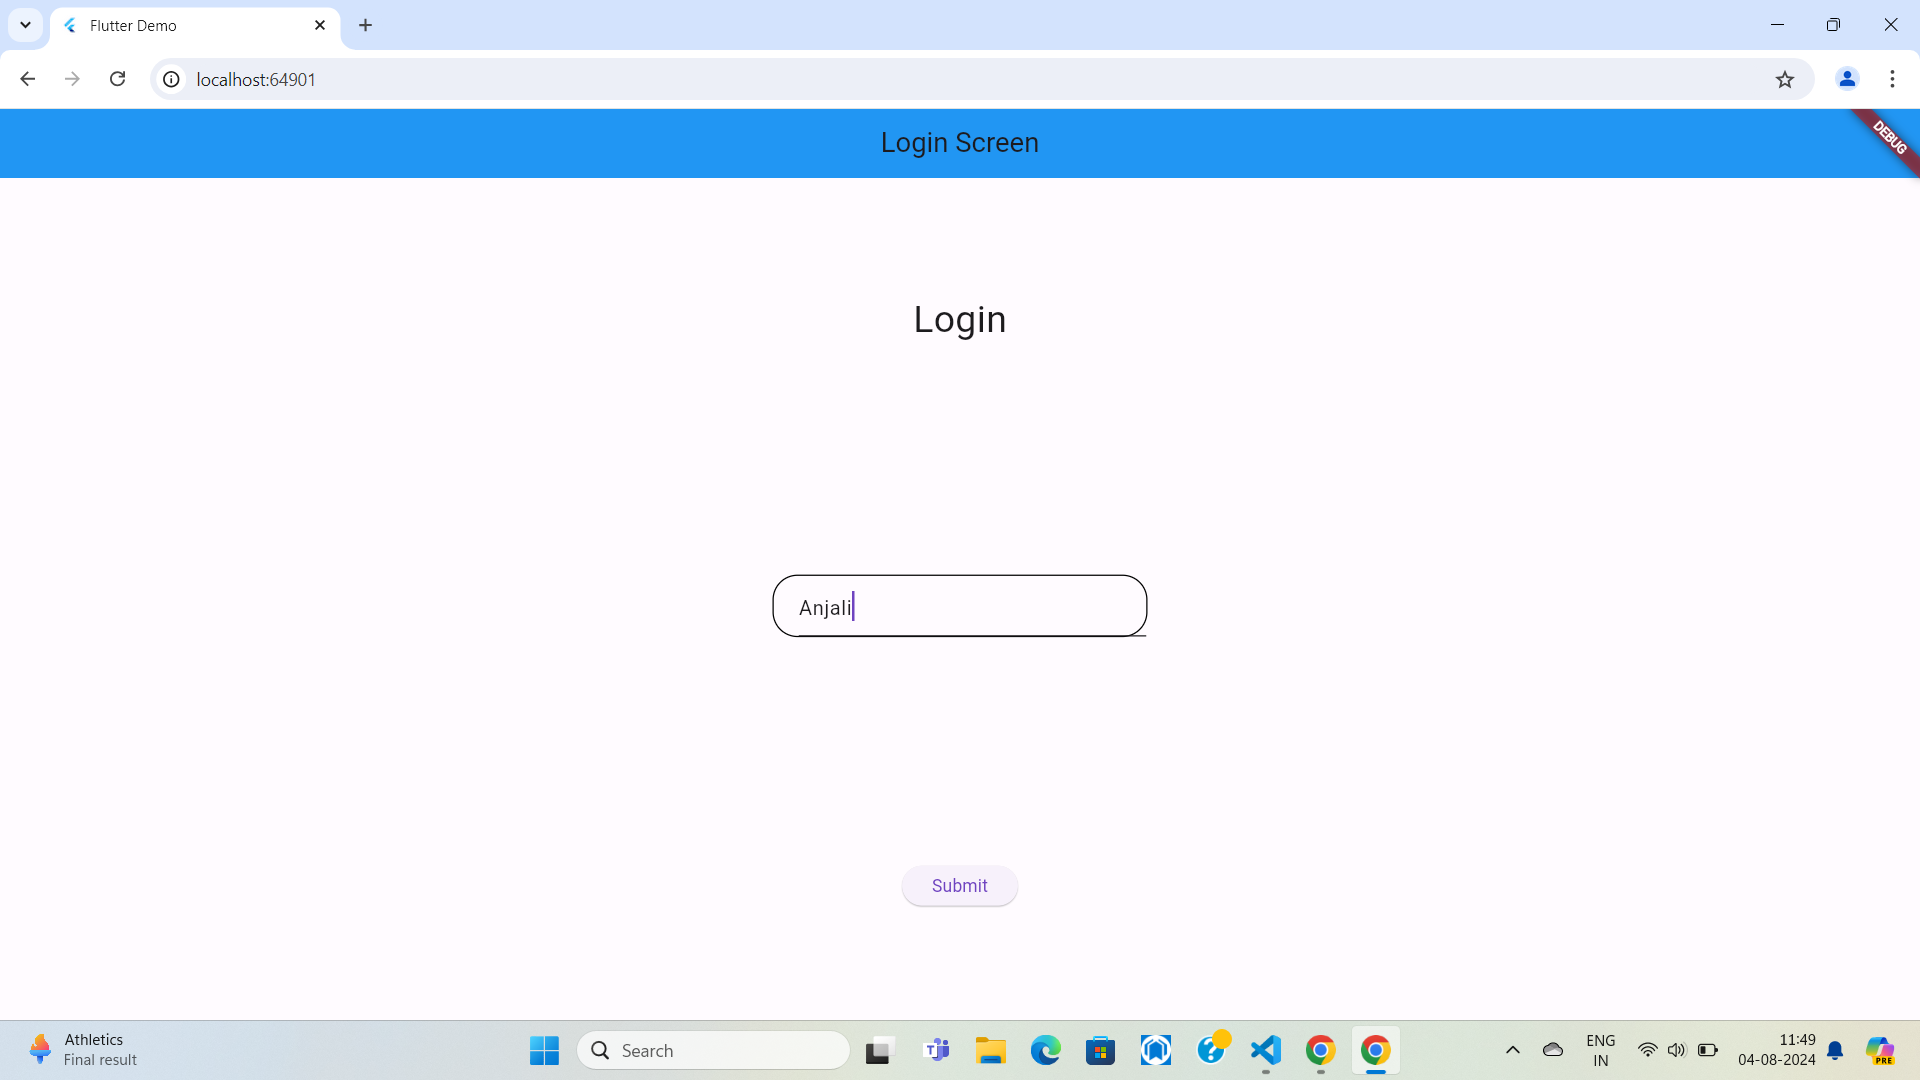 Flutter Demo
localhost:64901
Login Screen
DEBUG
Login
Anjali
Submit
Athletics
Final result
Search
T
?
ENG
IN
11:49
04-08-2024
PRE